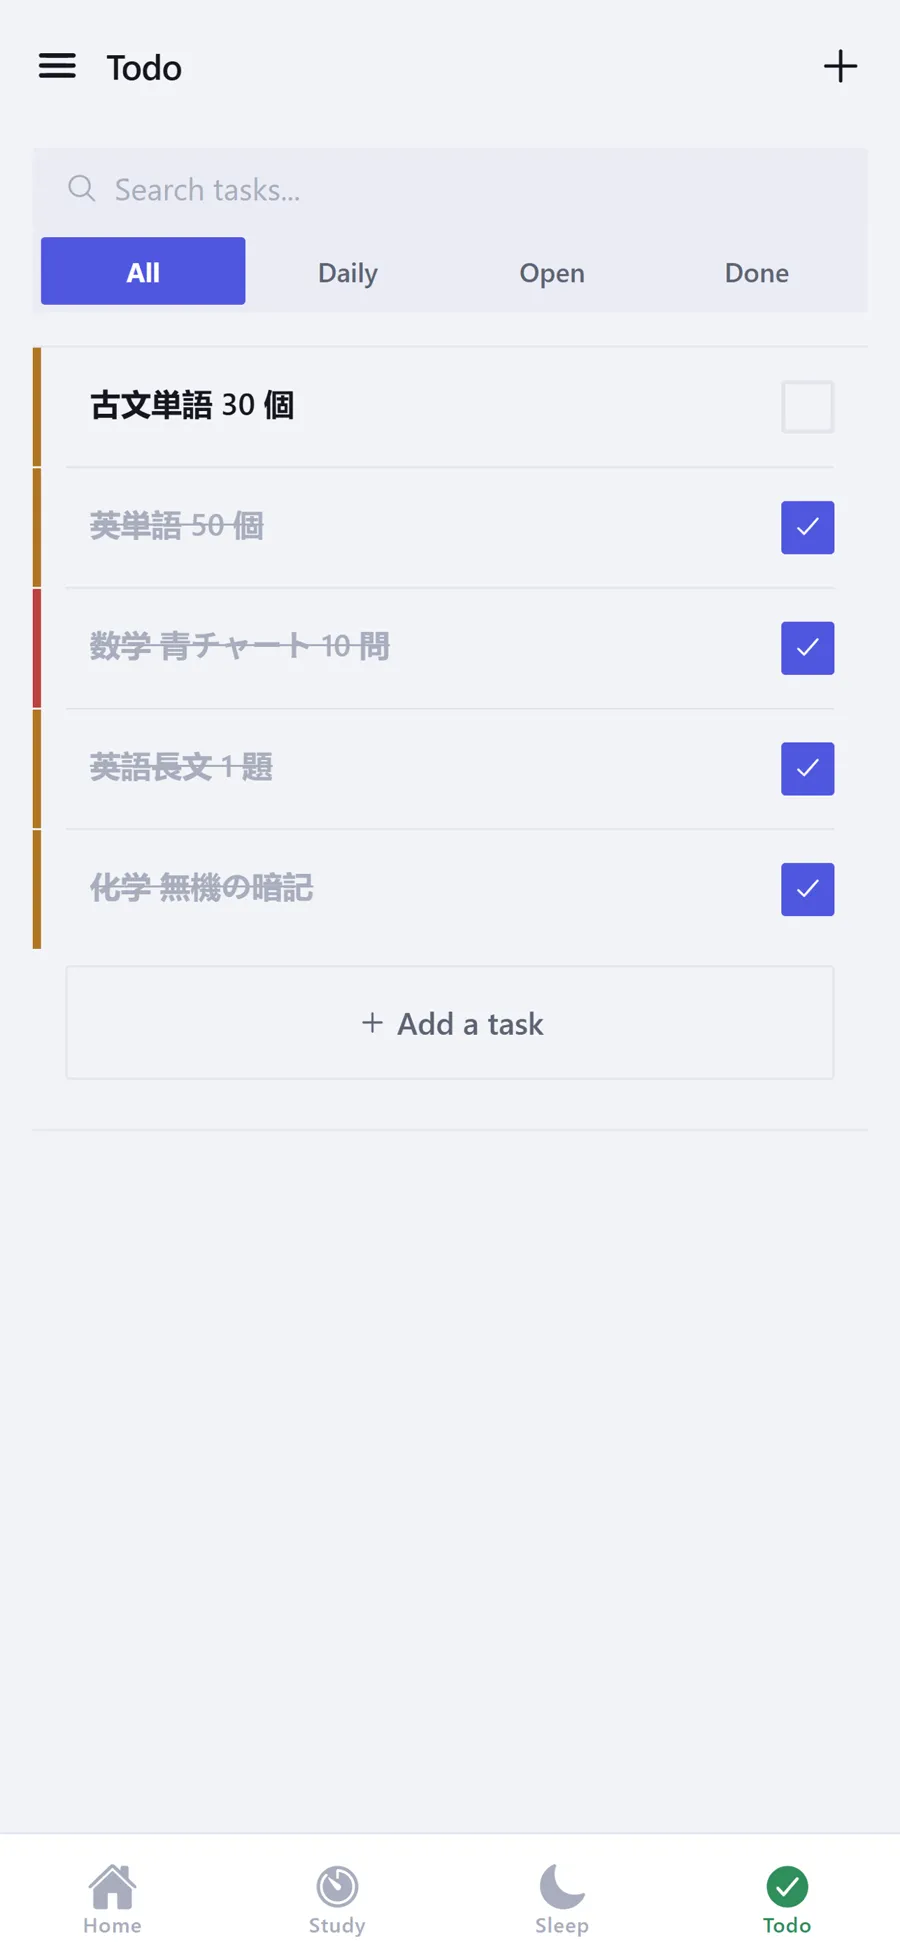 Todo
Search tasks...
All Daily Open Done
古文単語 30 個
英単語 50 個
数学 青チャート 10 問
英語長文 1 題
化学 無機の暗記
+ Add a task
Home Study Sleep Todo